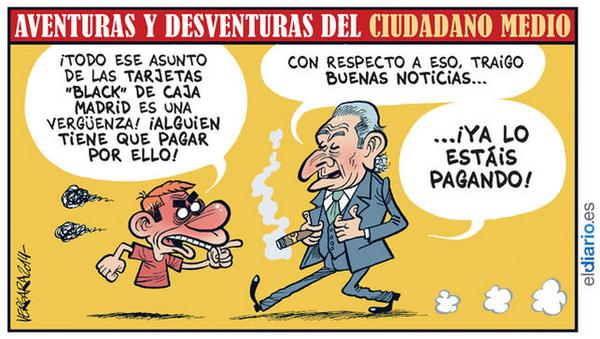 AVENTURAS Y DESVENTURAS DEL CIUDADANO MEDIO
¡TODO ESE ASUNTO
DE LAS TARJETAS
"BLACK" DE CAJA
MADRID ES UNA
VERGÜENZA! ¡ALGUIEN
TIENE QUE PAGAR
POR ELLO!
CON RESPECTO A ESO, TRAIGO
BUENAS NOTICIAS...
...¡YA LO
ESTÁIS
PAGANDO!
VERGARA2014
eldiario.es